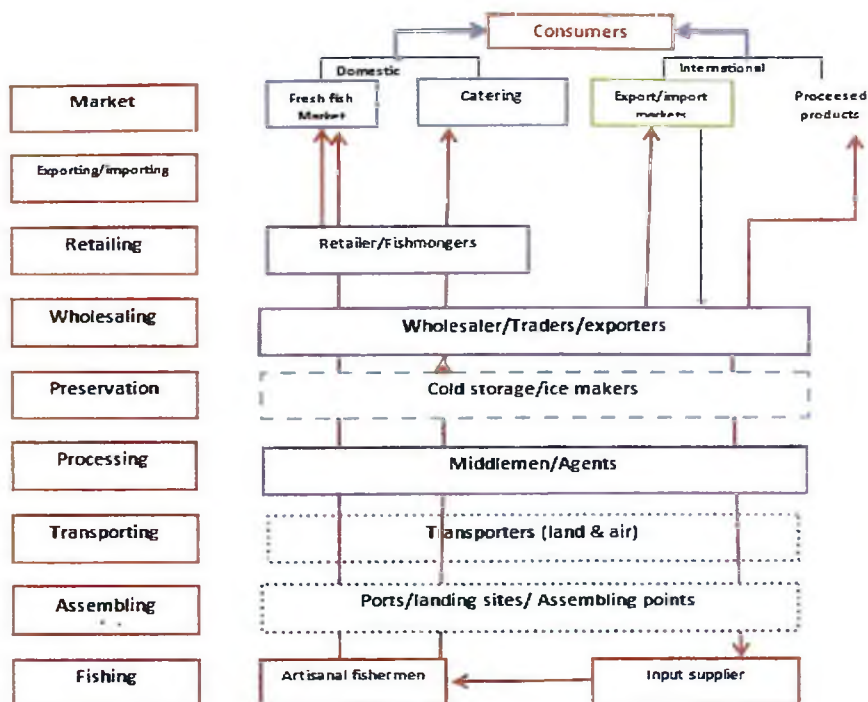 Consumers
Domestic
International
Market
Fresh fish
Market
Catering
Export/import
markets
Proceesed
products
Exporting/importing
Retailing
Retailer/Fishmongers
Wholesaling
Wholesaler/Traders/exporters
Preservation
Cold storage/ice makers
Processing
Middlemen/Agents
Transporting
Transporters (land & air)
Assembling
Ports/landing sites/ Assembling points
Fishing
Artisanal fishermen
Input supplier